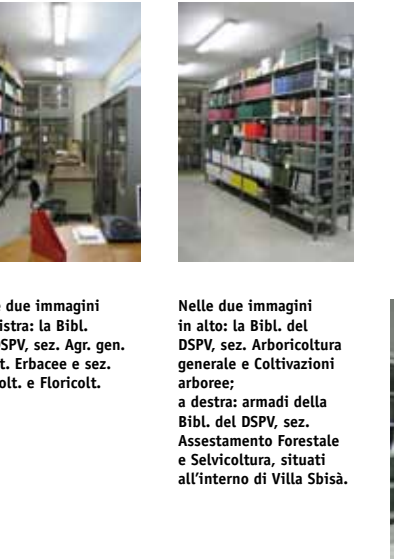 due immagini
istra: la Bibl.
SPV, sez. Agr. gen.
t. Erbacee e sez.
olt. e Floricolt.
Nelle due immagini
in alto: la Bibl. del
DSPV, sez. Arboricoltura
generale e Coltivazioni
arboree;
a destra: armadi della
Bibl. del DSPV, sez.
Assestamento Forestale
e Selvicoltura, situati
all'interno di Villa Sbisà.